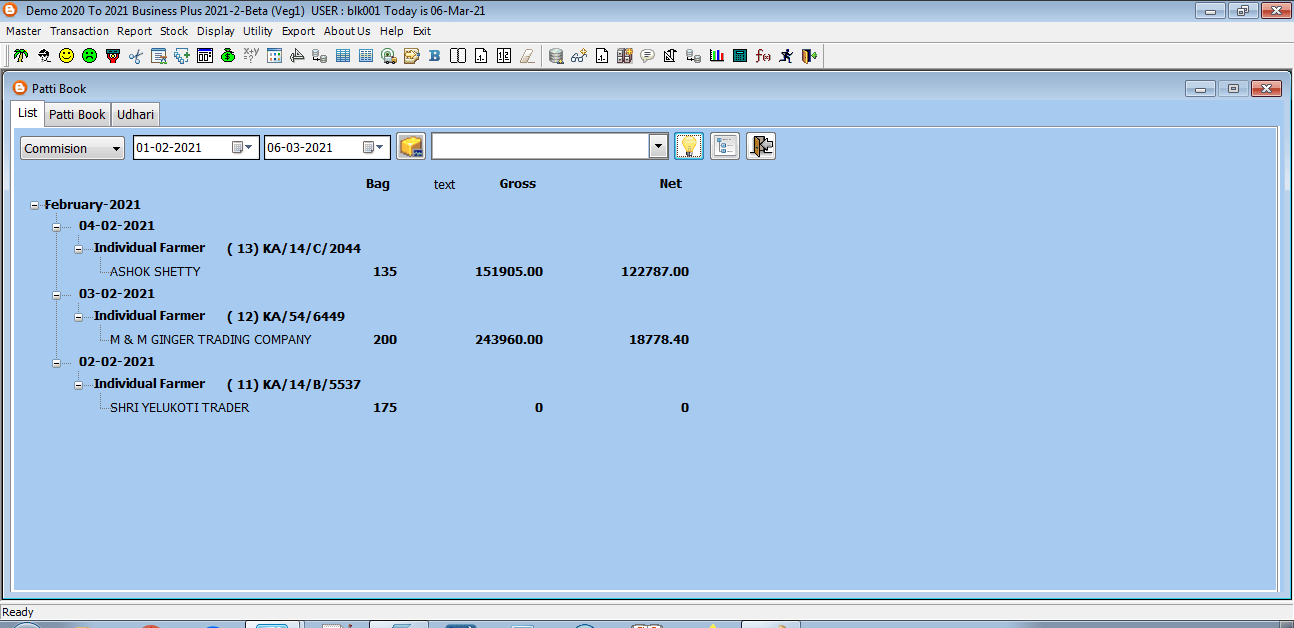 Demo 2020 To 2021 Business Plus 2021-2-Beta (Veg1) USER : blk001 Today is 06-Mar-21
Master Transaction Report Stock Display Utility Export About Us Help Exit
Patti Book
List Patti Book Udhari
Commision 01-02-2021 06-03-2021
Bag text Gross Net
February-2021
04-02-2021
Individual Farmer ( 13) KA/14/C/2044
ASHOK SHETTY 135 151905.00 122787.00
03-02-2021
Individual Farmer ( 12) KA/54/6449
M & M GINGER TRADING COMPANY 200 243960.00 18778.40
02-02-2021
Individual Farmer ( 11) KA/14/B/5537
SHRI YELUKOTI TRADER 175 0 0
Ready